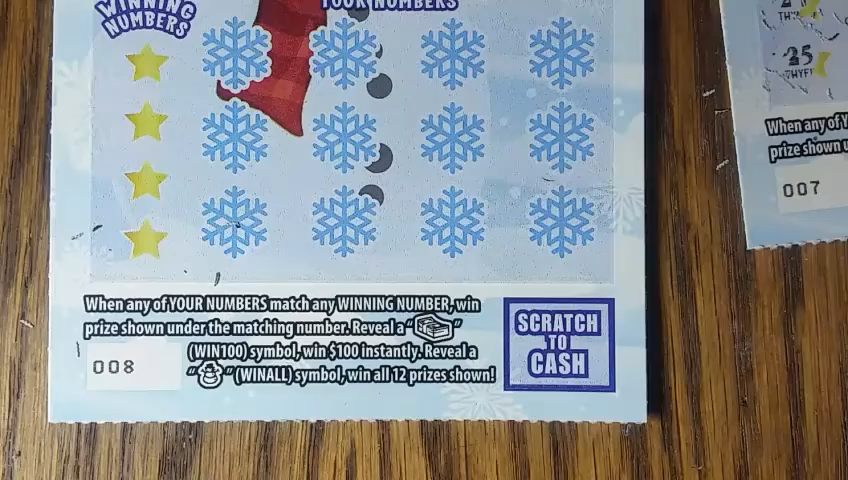 WINNING
NUMBERS
YOUR NUMBERS
When any of YOUR NUMBERS match any WINNING NUMBER, win
prize shown under the matching number. Reveal a " "
(WIN100) symbol, win $100 instantly. Reveal a
" " (WINALL) symbol, win all 12 prizes shown!
008
SCRATCH
TO
CASH
25
TWYFI
When any of Y
prize shown u
007